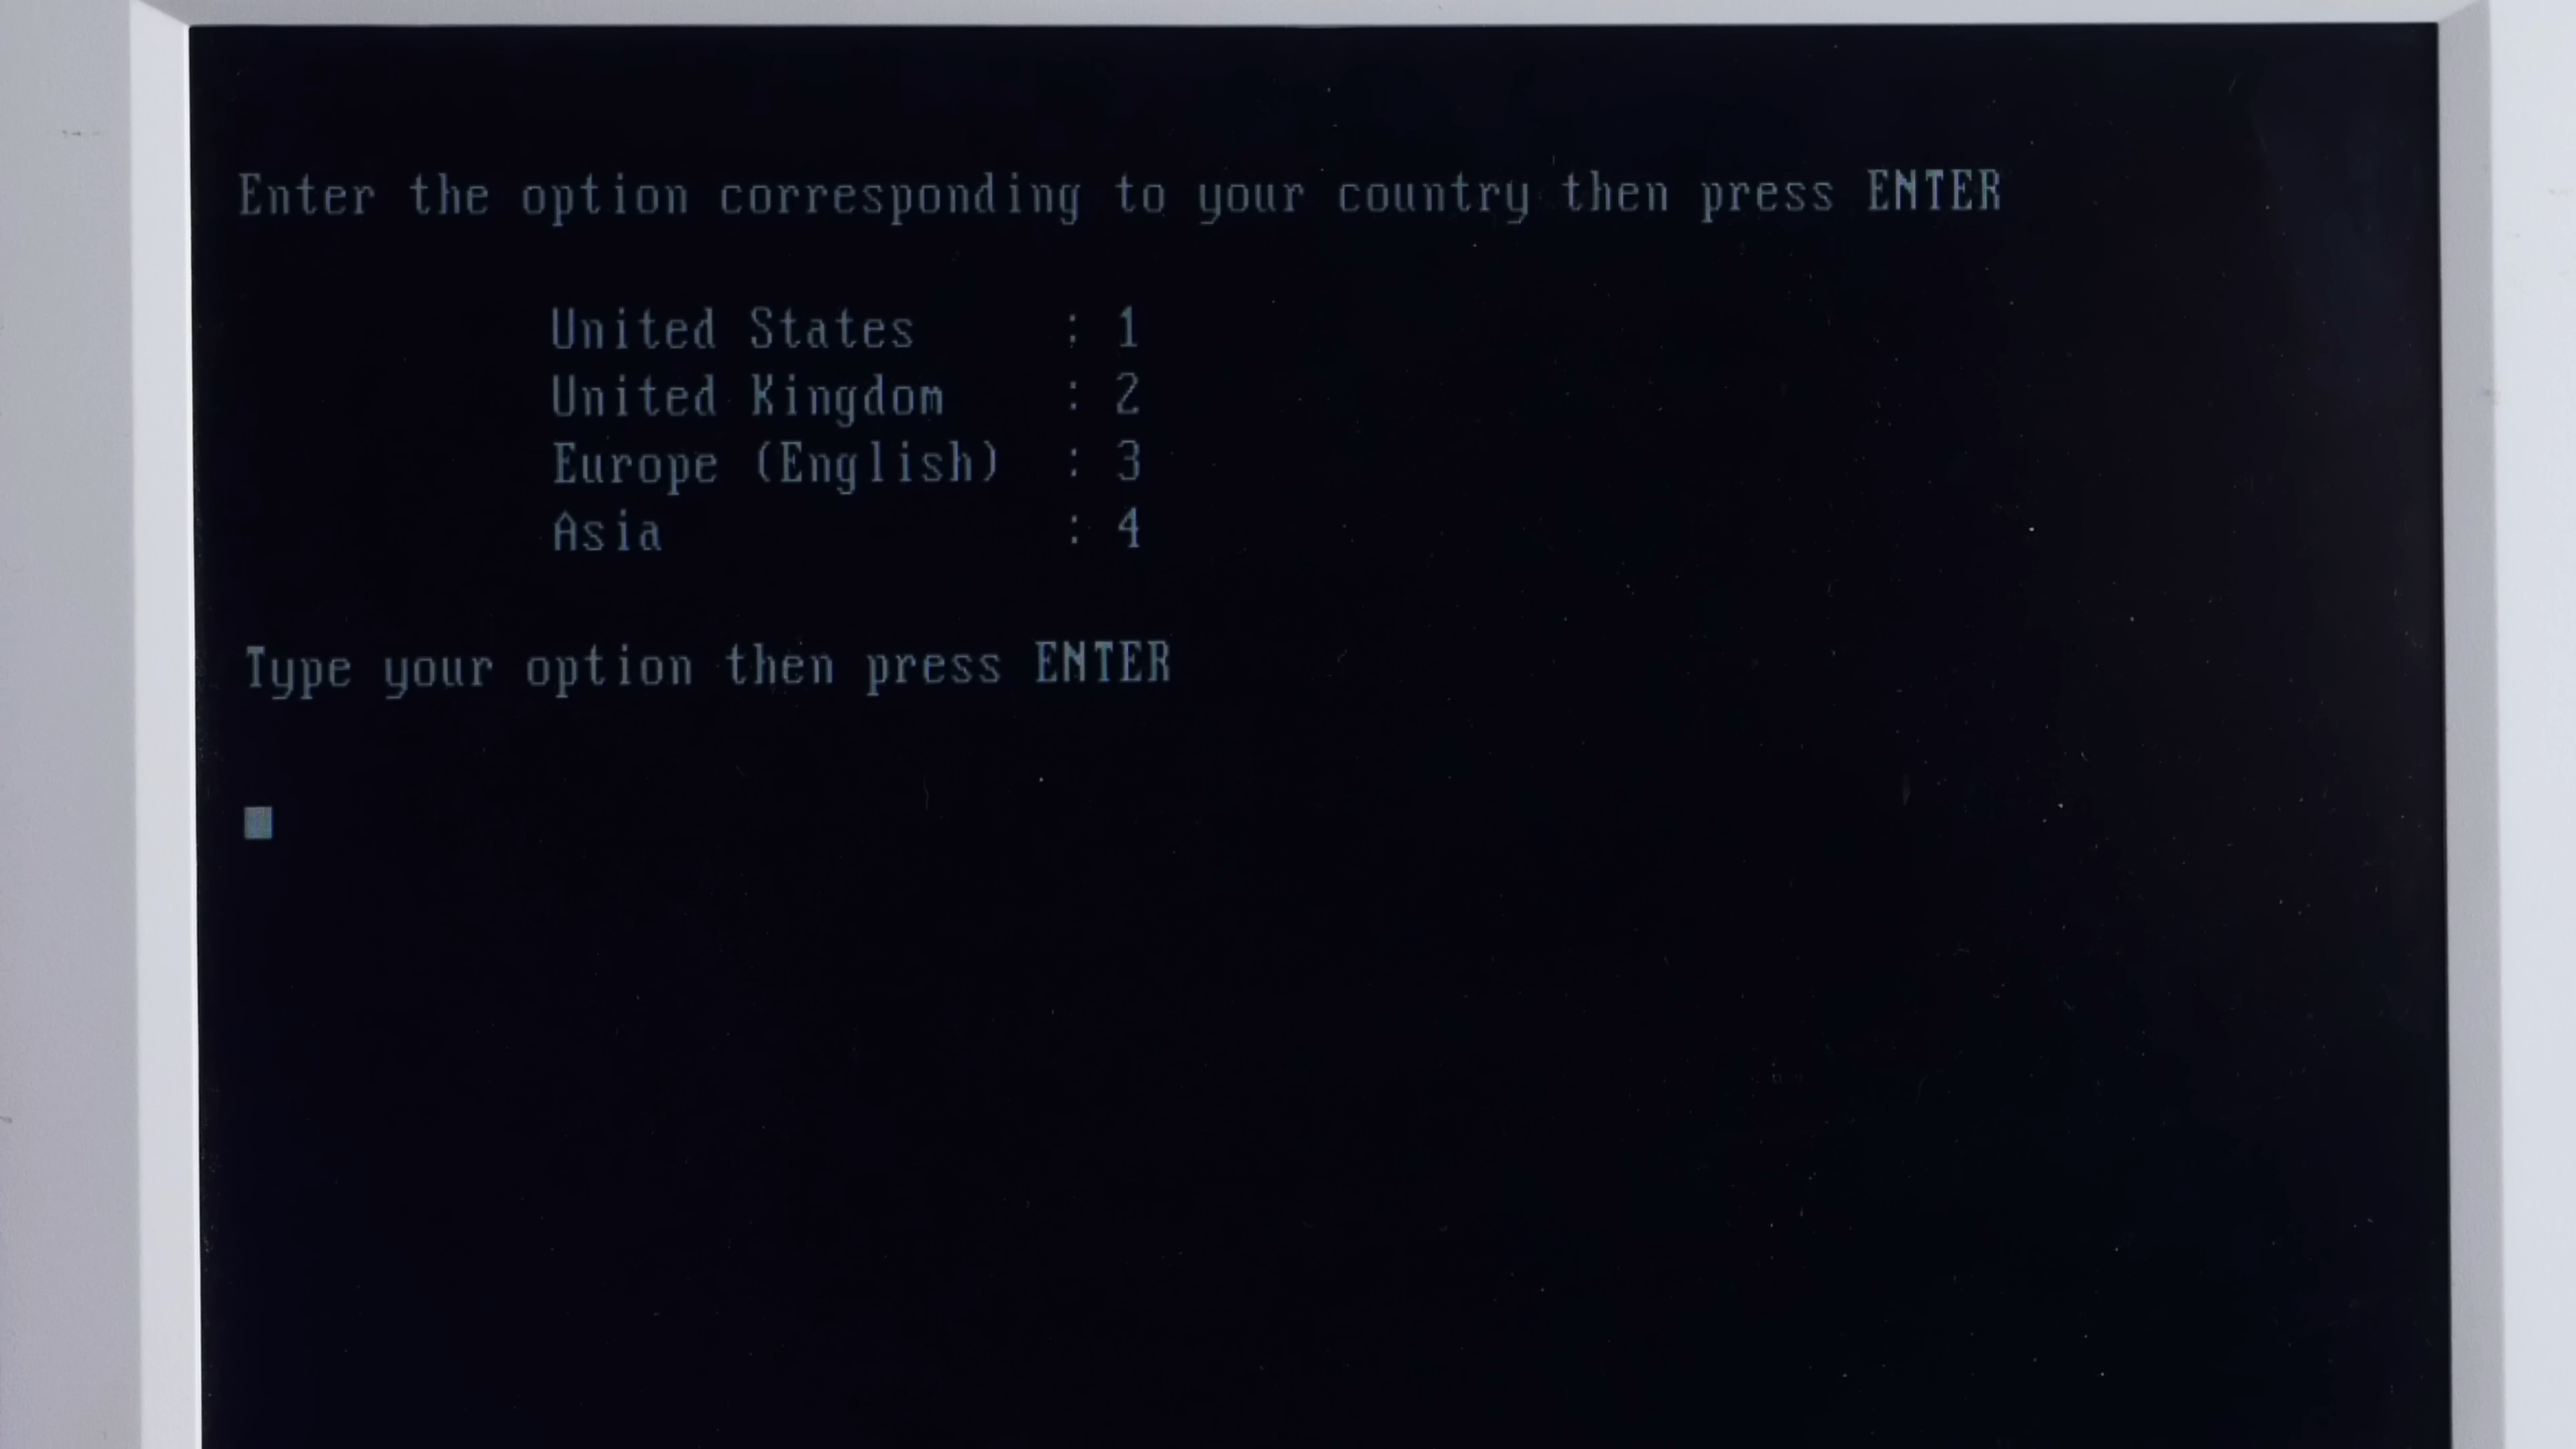 Enter the option corresponding to your country then press ENTER
United States : 1
United Kingdom : 2
Europe (English) : 3
Asia : 4
Type your option then press ENTER